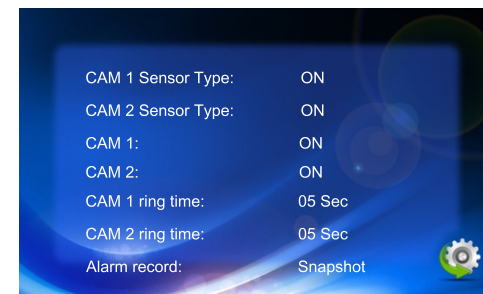 CAM 1 Sensor Type: ON
CAM 2 Sensor Type: ON
CAM 1: ON
CAM 2: ON
CAM 1 ring time: 05 Sec
CAM 2 ring time: 05 Sec
Alarm record: Snapshot